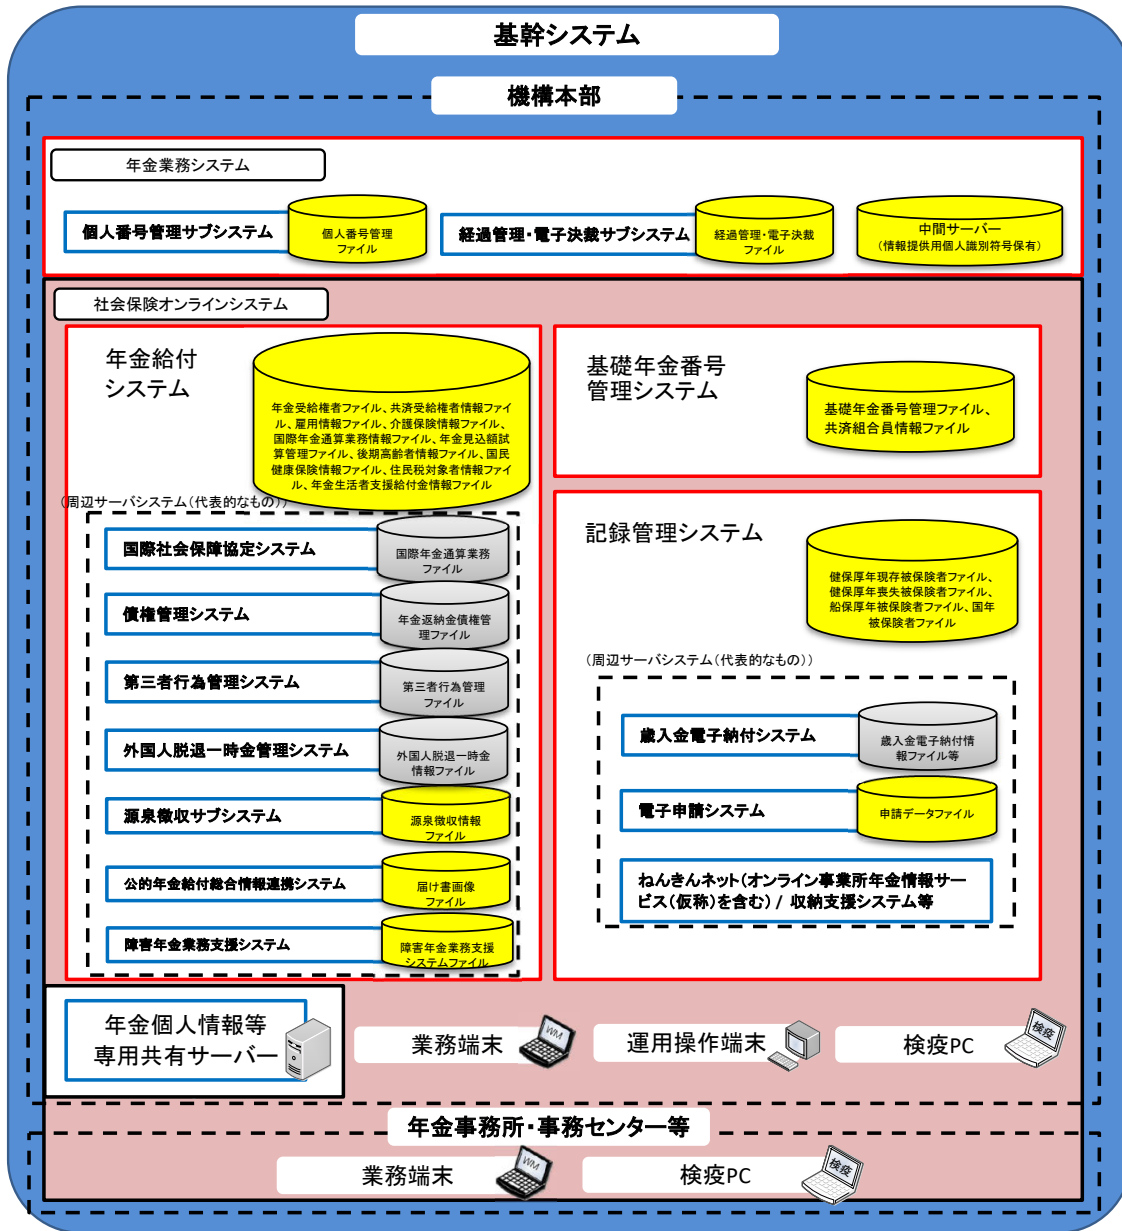 基幹システム
機構本部
年金業務システム
個人番号管理サブシステム
個人番号管理
ファイル
経過管理・電子決裁サブシステム
経過管理・電子決裁
ファイル
中間サーバー
(情報提供用個人識別符号保有)
社会保険オンラインシステム
年金給付
システム
年金受給権者ファイル、共済受給権者情報ファイ
ル、雇用情報ファイル、介護保険情報ファイル、
国際年金通算業務情報ファイル、年金見込額試
算管理ファイル、後期高齢者情報ファイル、国民
健康保険情報ファイル、住民税対象者情報ファイ
ル、年金生活者支援給付金情報ファイル
(周辺サーバシステム(代表的なもの))
国際社会保障協定システム
国際年金通算業務
ファイル
債権管理システム
年金返納金債権管
理ファイル
第三者行為管理システム
第三者行為管理
ファイル
外国人脱退一時金管理システム
外国人脱退一時金
情報ファイル
源泉徴収サブシステム
源泉徴収情報
ファイル
公的年金給付総合情報連携システム
届け書画像
ファイル
障害年金業務支援システム
障害年金業務支援
システムファイル
基礎年金番号
管理システム
基礎年金番号管理ファイル、
共済組合員情報ファイル
記録管理システム
健保厚年現存被保険者ファイル、
健保厚年喪失被保険者ファイル、
船保厚年被保険者ファイル、国年
被保険者ファイル
(周辺サーバシステム(代表的なもの))
歳入金電子納付システム
歳入金電子納付情
報ファイル等
電子申請システム
申請データファイル
ねんきんネット(オンライン事業所年金情報サー
ビス(仮称)を含む) / 収納支援システム等
年金個人情報等
専用共有サーバー
業務端末
WM
運用操作端末
検疫PC
検疫
年金事務所・事務センター等
業務端末
WM
検疫PC
検疫